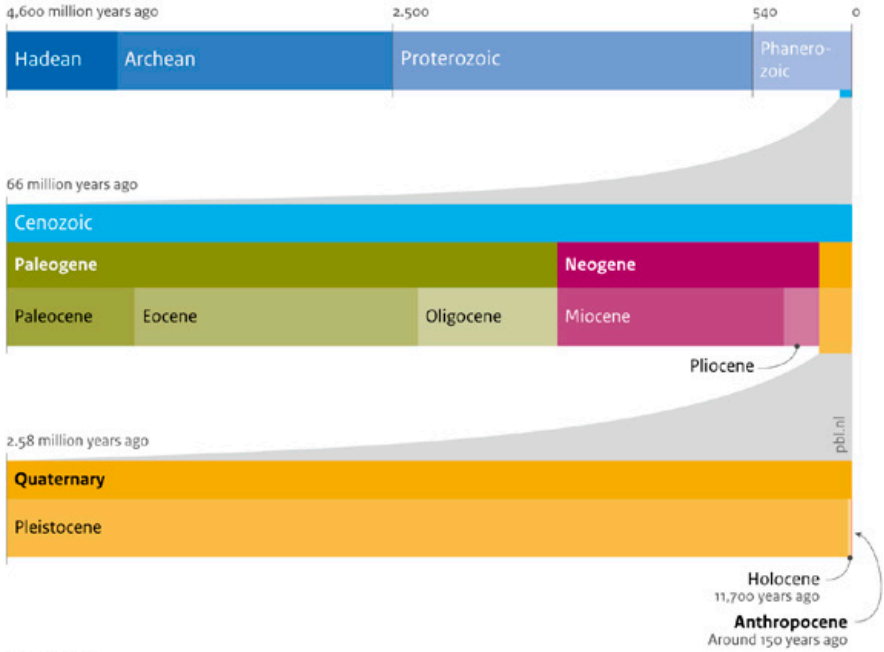 4,600 million years ago 2.500 540 0
Hadean Archean Proterozoic Phanero-
zoic
66 million years ago
Cenozoic
Paleogene Neogene
Paleocene Eocene Oligocene Miocene
Pliocene
pbl.nl
2.58 million years ago
Quaternary
Pleistocene
Holocene
11,700 years ago
Anthropocene
Around 150 years ago